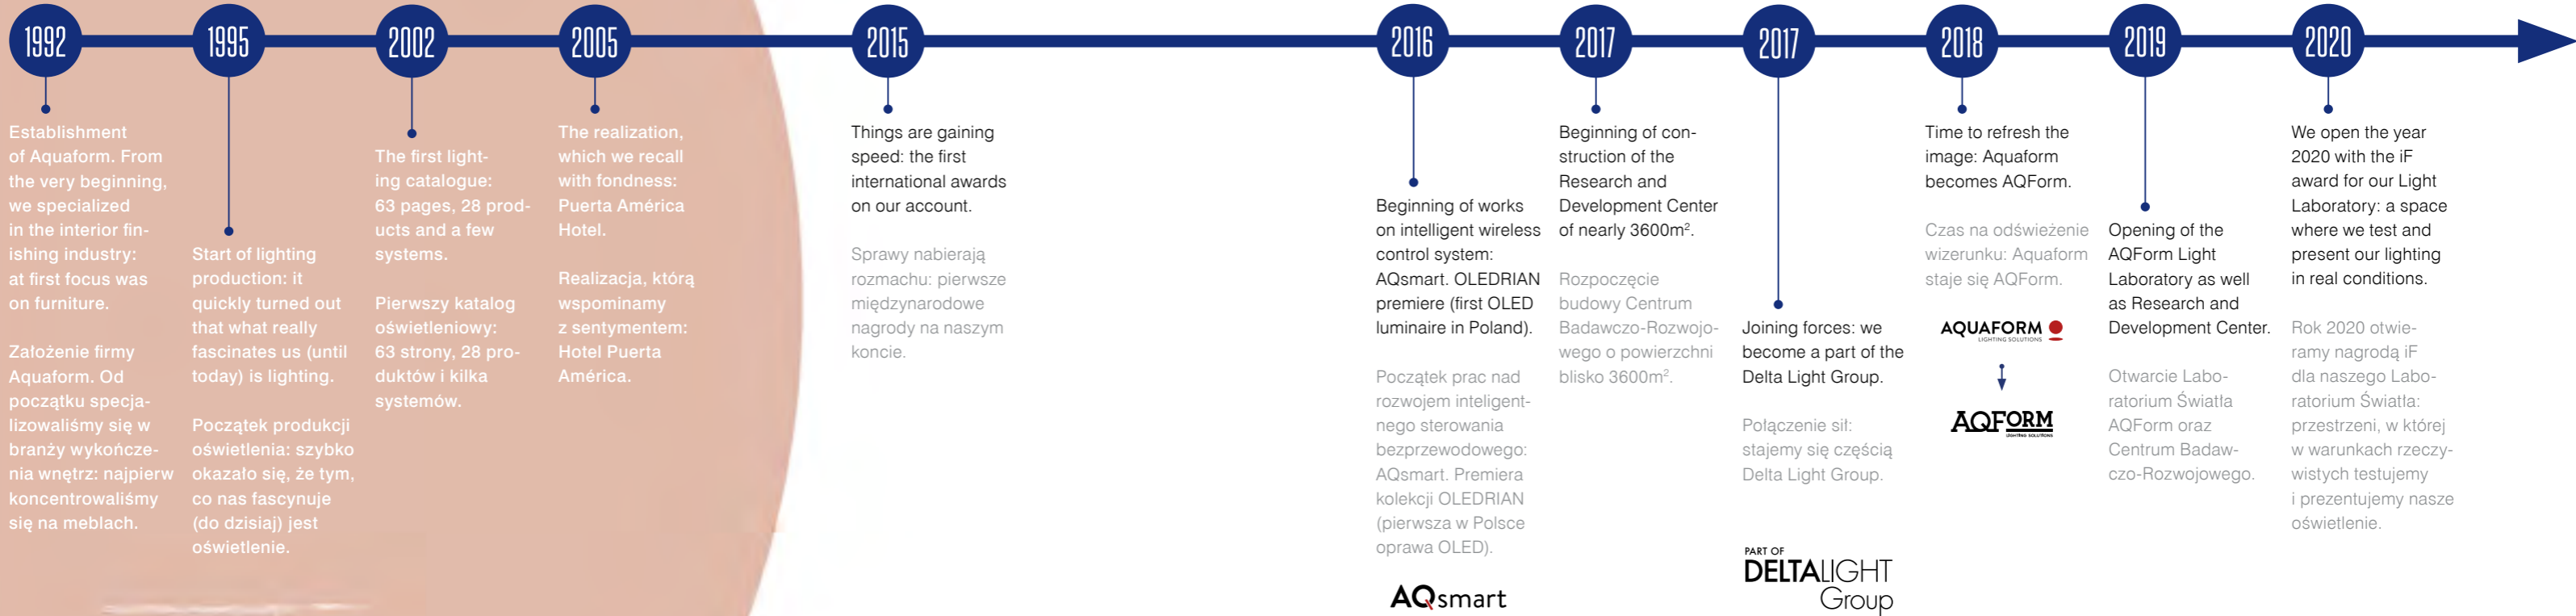 1992
Establishment
of Aquaform. From
the very beginning,
we specialized
in the interior fin-
ishing industry:
at first focus was
on furniture.
Założenie firmy
Aquaform. Od
początku specja-
lizowaliśmy się w
branży wykończe-
nia wnętrz: najpierw
koncentrowaliśmy
się na meblach.
1995
Start of lighting
production: it
quickly turned out
that what really
fascinates us (until
today) is lighting.
Początek produkcji
oświetlenia: szybko
okazało się, że tym,
co nas fascynuje
(do dzisiaj) jest
oświetlenie.
2002
The first light-
ing catalogue:
63 pages, 28 prod-
ucts and a few
systems.
Pierwszy katalog
oświetleniowy:
63 strony, 28 pro-
duktów i kilka
systemów.
2005
The realization,
which we recall
with fondness:
Puerta América
Hotel.
Realizacja, którą
wspominamy
z sentymentem:
Hotel Puerta
América.
2015
Things are gaining
speed: the first
international awards
on our account.
Sprawy nabierają
rozmachu: pierwsze
międzynarodowe
nagrody na naszym
koncie.
2016
Beginning of works
on intelligent wireless
control system:
AQsmart. OLEDRIAN
premiere (first OLED
luminaire in Poland).
Początek prac nad
rozwojem inteligent-
nego sterowania
bezprzewodowego:
AQsmart. Premiera
kolekcji OLEDRIAN
(pierwsza w Polsce
oprawa OLED).
AQsmart
2017
Beginning of con-
struction of the
Research and
Development Center
of nearly 3600m².
Rozpoczęcie
budowy Centrum
Badawczo-Rozwojo-
wego o powierzchni
blisko 3600m².
2017
Joining forces: we
become a part of the
Delta Light Group.
Połączenie sił:
stajemy się częścią
Delta Light Group.
PART OF
DELTALIGHT
Group
2018
Time to refresh the
image: Aquaform
becomes AQForm.
Czas na odświeżenie
wizerunku: Aquaform
staje się AQForm.
AQUAFORM
LIGHTING SOLUTIONS
AQFORM
LIGHTING SOLUTIONS
2019
Opening of the
AQForm Light
Laboratory as well
as Research and
Development Center.
Otwarcie Labo-
ratorium Światła
AQForm oraz
Centrum Badaw-
czo-Rozwojowego.
2020
We open the year
2020 with the iF
award for our Light
Laboratory: a space
where we test and
present our lighting
in real conditions.
Rok 2020 otwie-
ramy nagrodą iF
dla naszego Labo-
ratorium Światła:
przestrzeni, w której
w warunkach rzeczy-
wistych testujemy
i prezentujemy nasze
oświetlenie.